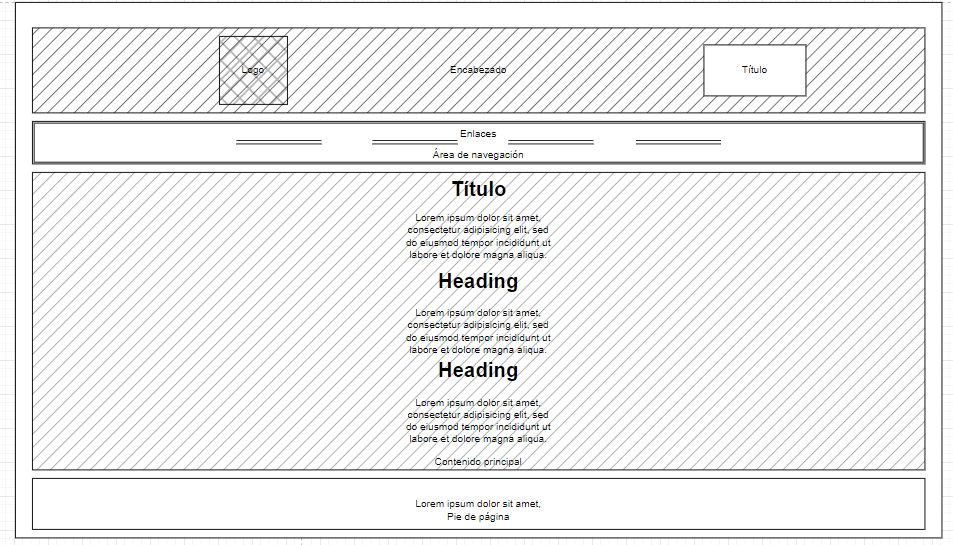 Logo
Encabezado
Título
Enlaces
Área de navegación
Título
Lorem ipsum dolor sit amet,
consectetur adipisicing elit, sed
do eiusmod tempor incididunt ut
labore et dolore magna aliqua.
Heading
Lorem ipsum dolor sit amet,
consectetur adipisicing elit, sed
do eiusmod tempor incididunt ut
labore et dolore magna aliqua.
Heading
Lorem ipsum dolor sit amet,
consectetur adipisicing elit, sed
do eiusmod tempor incididunt ut
labore et dolore magna aliqua.
Contenido principal
Lorem ipsum dolor sit amet,
Pie de página